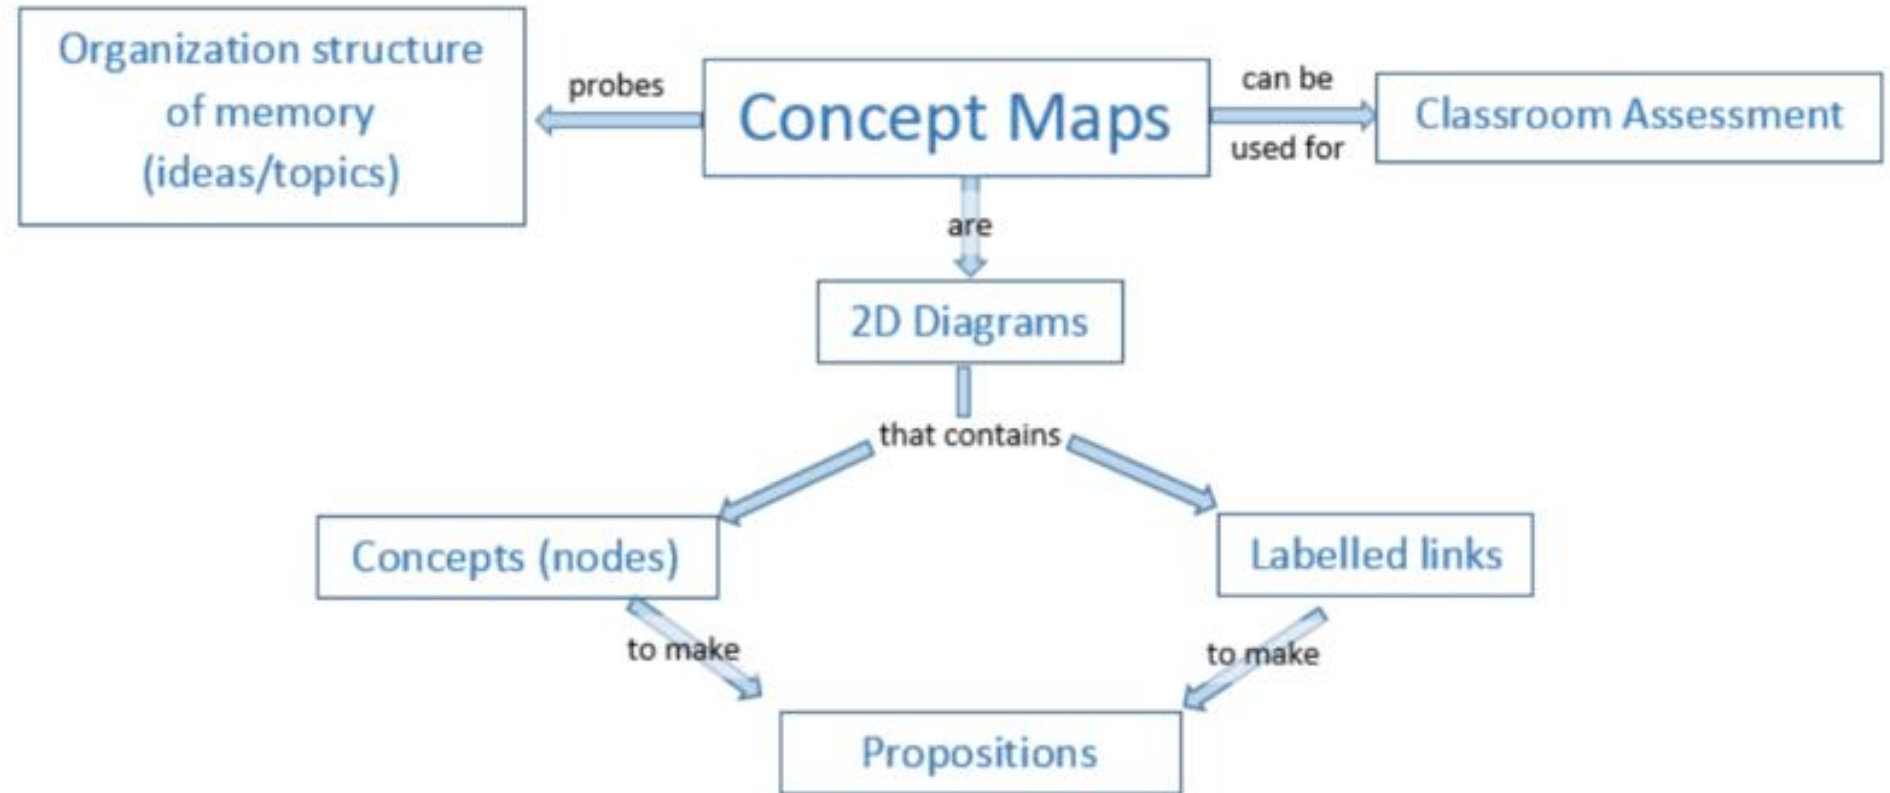 Organization structure
of memory
(ideas/topics)
probes
Concept Maps
can be
used for
Classroom Assessment
are
2D Diagrams
that contains
Concepts (nodes)
Labelled links
to make
to make
Propositions